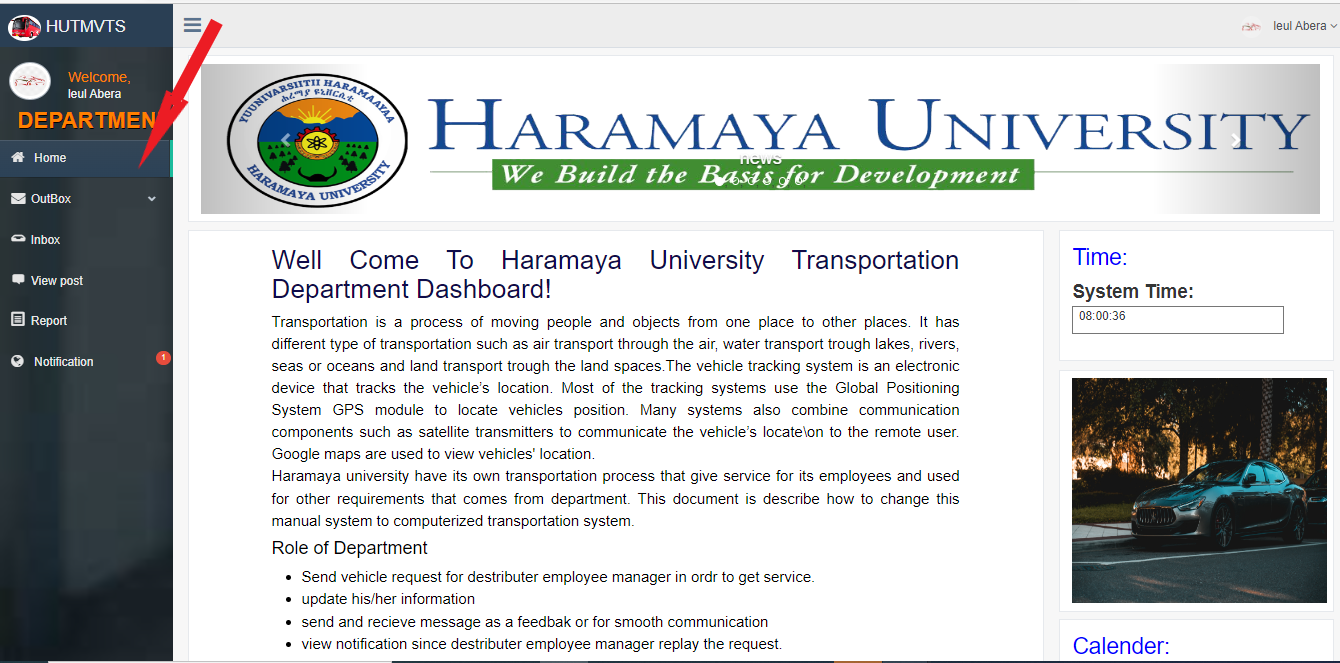 HUTMVTS
Ieul Abera
Welcome,
Ieul Abera
DEPARTMEN
Home
OutBox
Inbox
View post
Report
Notification
1
YUUNIVARSIITII HARAMAAYAA
ሐረማያ ዩኒቨርሲቲ
HARAMAYA UNIVERSITY
HARAMAYA UNIVERSITY
We Build the Basis for Development
news
Well Come To Haramaya University Transportation
Department Dashboard!
Transportation is a process of moving people and objects from one place to other places. It has
different type of transportation such as air transport through the air, water transport trough lakes, rivers,
seas or oceans and land transport trough the land spaces.The vehicle tracking system is an electronic
device that tracks the vehicle's location. Most of the tracking systems use the Global Positioning
System GPS module to locate vehicles position. Many systems also combine communication
components such as satellite transmitters to communicate the vehicle's locate\on to the remote user.
Google maps are used to view vehicles' location.
Haramaya university have its own transportation process that give service for its employees and used
for other requirements that comes from department. This document is describe how to change this
manual system to computerized transportation system.
Role of Department
Send vehicle request for destributer employee manager in ordr to get service.
update his/her information
send and recieve message as a feedbak or for smooth communication
view notification since destributer employee manager replay the request.
Time:
System Time:
08:00:36
Calender: